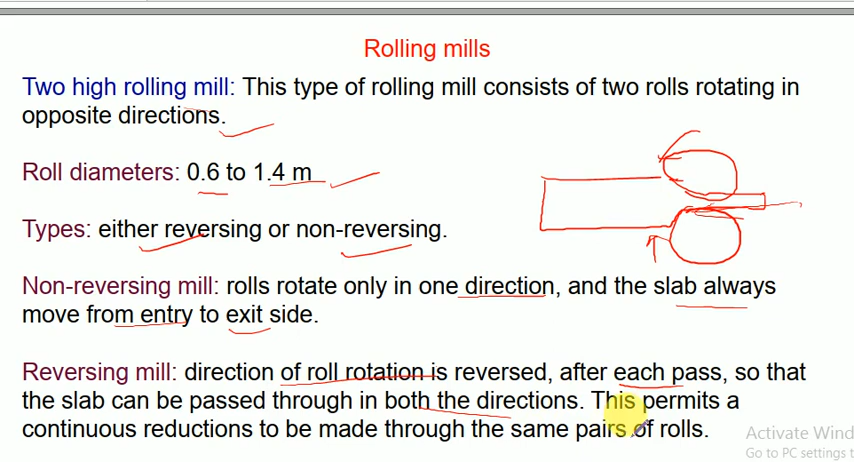 Rolling mills
Two high rolling mill: This type of rolling mill consists of two rolls rotating in
opposite directions.
Roll diameters: 0.6 to 1.4 m
Types: either reversing or non-reversing.
Non-reversing mill: rolls rotate only in one direction, and the slab always
move from entry to exit side.
Reversing mill: direction of roll rotation is reversed, after each pass, so that
the slab can be passed through in both the directions. This permits a
continuous reductions to be made through the same pairs of rolls.
Activate Wind
Go to PC settings t